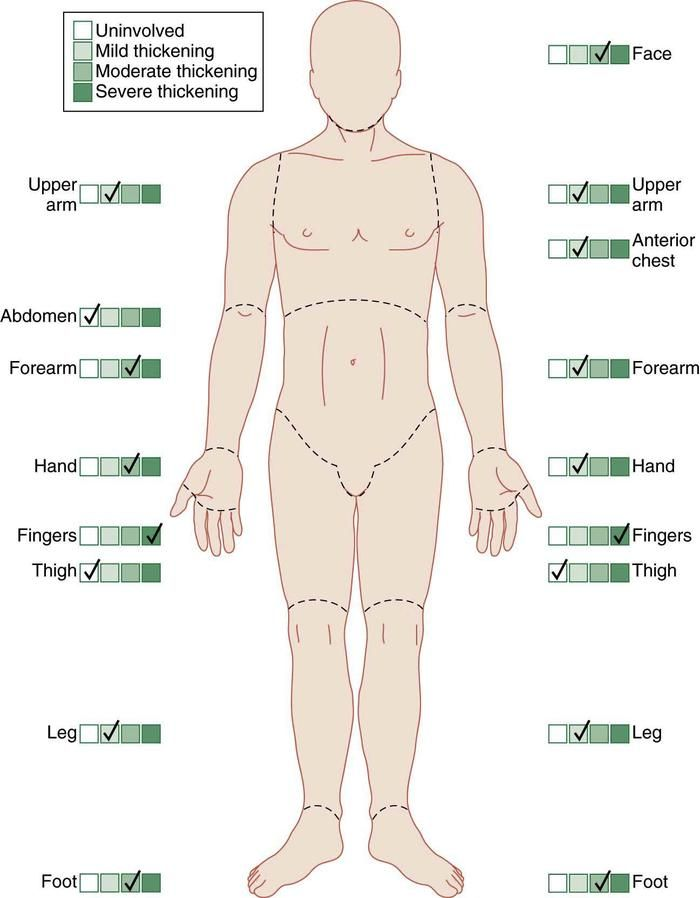 Uninvolved
Mild thickening
Moderate thickening
Severe thickening
Face
Upper
arm
Upper
arm
Anterior
chest
Abdomen
Forearm
Forearm
Hand
Hand
Fingers
Fingers
Thigh
Thigh
Leg
Leg
Foot
Foot